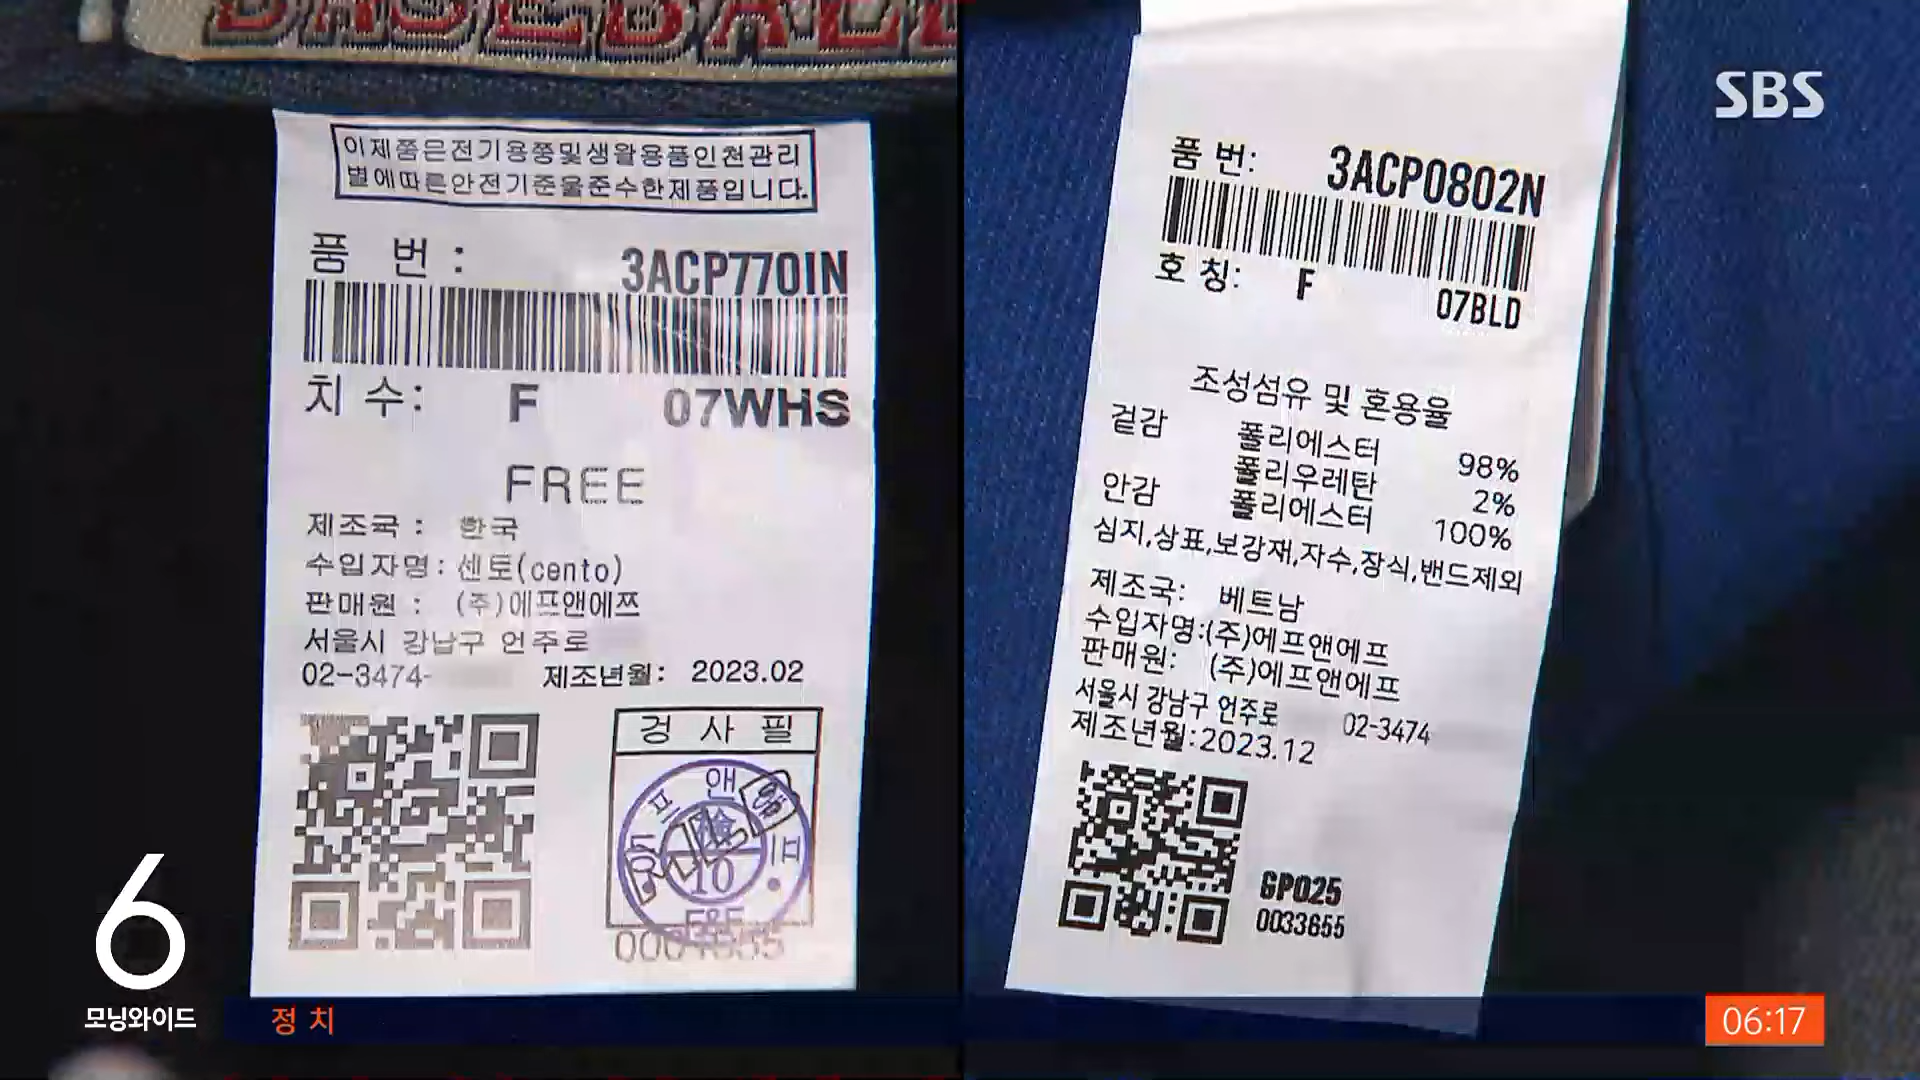 BASEBALL
이제품은전기용품및생활용품인천관리
별에따른안전기준울준수한제품입니다.
품 번 :
3ACP7701N
치 수:
F
07WHS
FREE
제조국 : 한국
수입자명: 센토(cento)
판매원 : (주)에프앤에쯔
서울시 강남구 언주로
02-3474-
제조년월: 2023.02
검 사 필
프 앤
10
F&F
품 번:
3ACP0802N
호 칭:
F
07BLD
조성섬유 및 혼용율
겉감 폴리에스터 98%
폴리우레탄 2%
안감 폴리에스터 100%
심지,상표,보강재,자수,장식,밴드제외
제조국: 베트남
수입자명:(주)에프앤에프
판매원: (주)에프앤에프
서울시 강남구 언주로 02-3474
제조년월:2023.12
GP025
0033655
SBS
6
모닝와이드
정 치
06:17